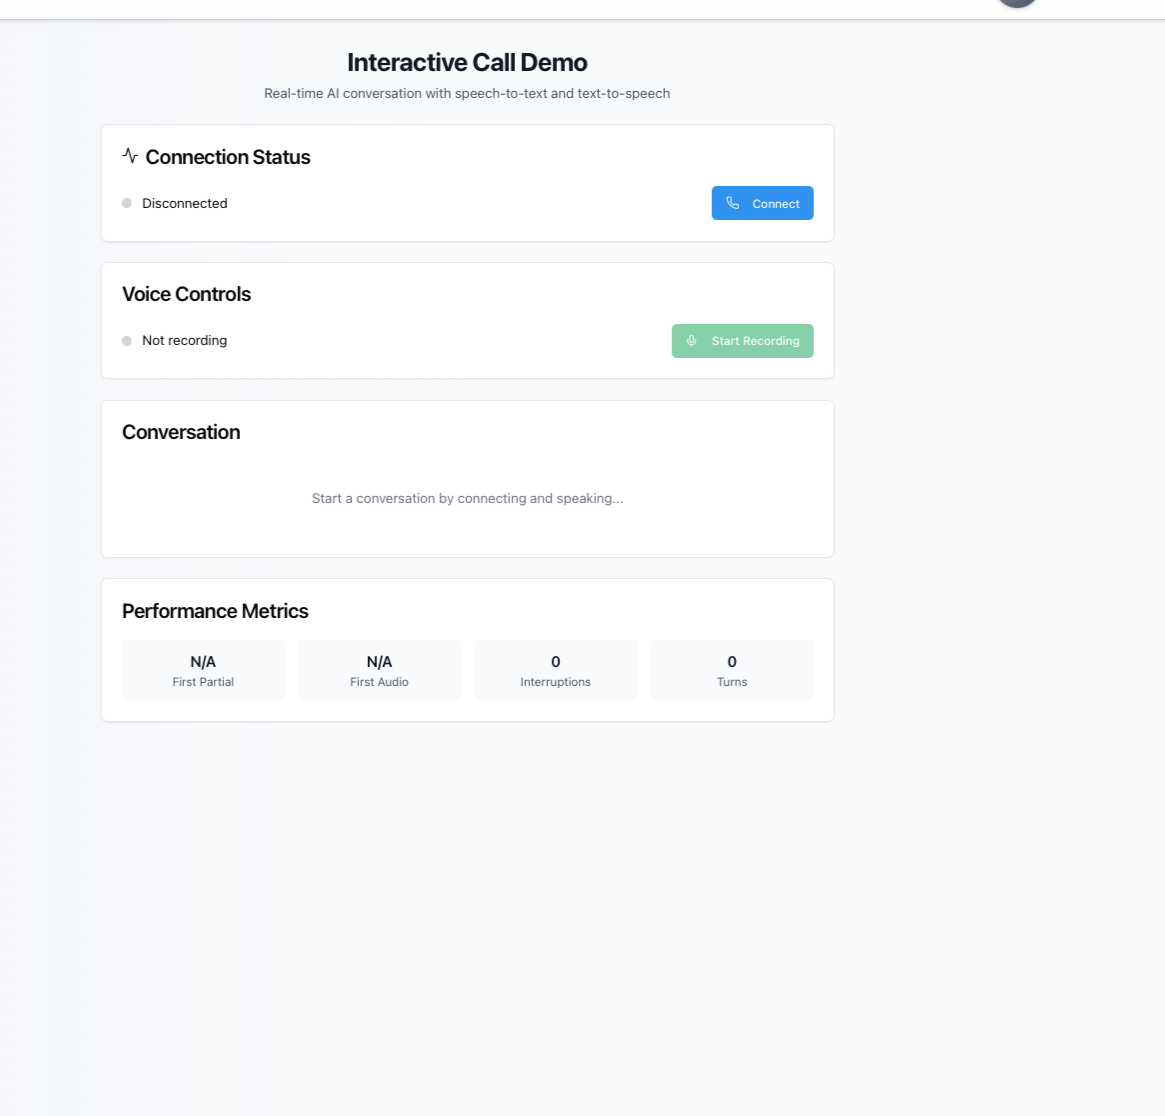 Interactive Call Demo
Real-time AI conversation with speech-to-text and text-to-speech
Connection Status
Disconnected
Connect
Voice Controls
Not recording
Start Recording
Conversation
Start a conversation by connecting and speaking...
Performance Metrics
N/A
First Partial
N/A
First Audio
0
Interruptions
0
Turns